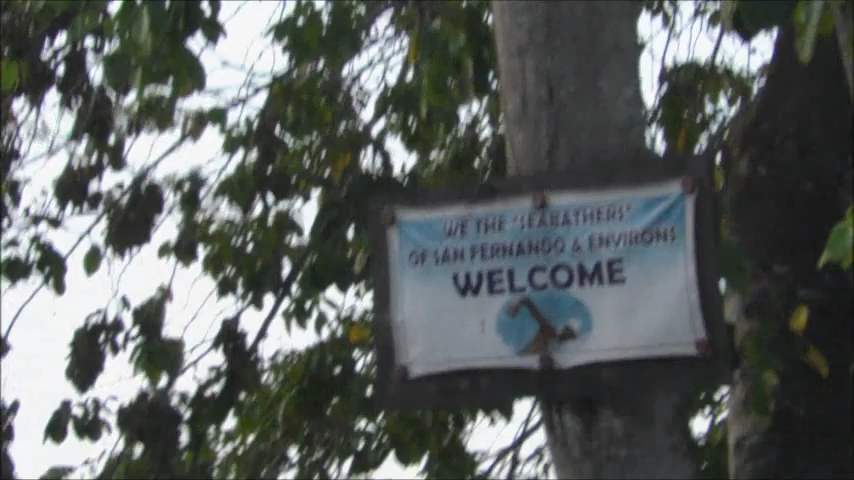 WE THE "SEABATHERS"
OF SAN FERNANDO & ENVIRONS
WELCOME